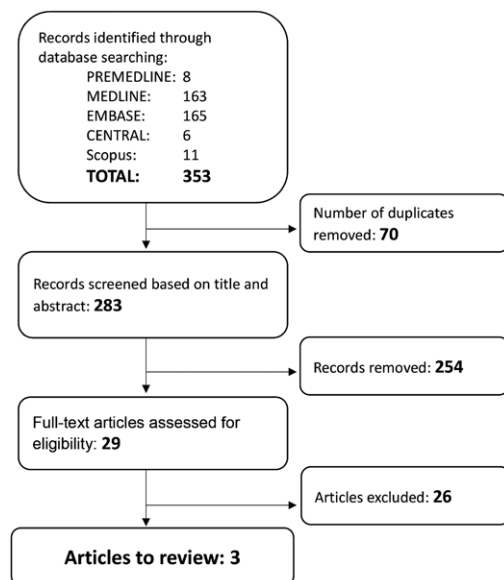 Records identified through
database searching:
PREMEDLINE: 8
MEDLINE: 163
EMBASE: 165
CENTRAL: 6
Scopus: 11
TOTAL: 353
Number of duplicates
removed: 70
Records screened based on title and
abstract: 283
Records removed: 254
Full-text articles assessed for
eligibility: 29
Articles excluded: 26
Articles to review: 3